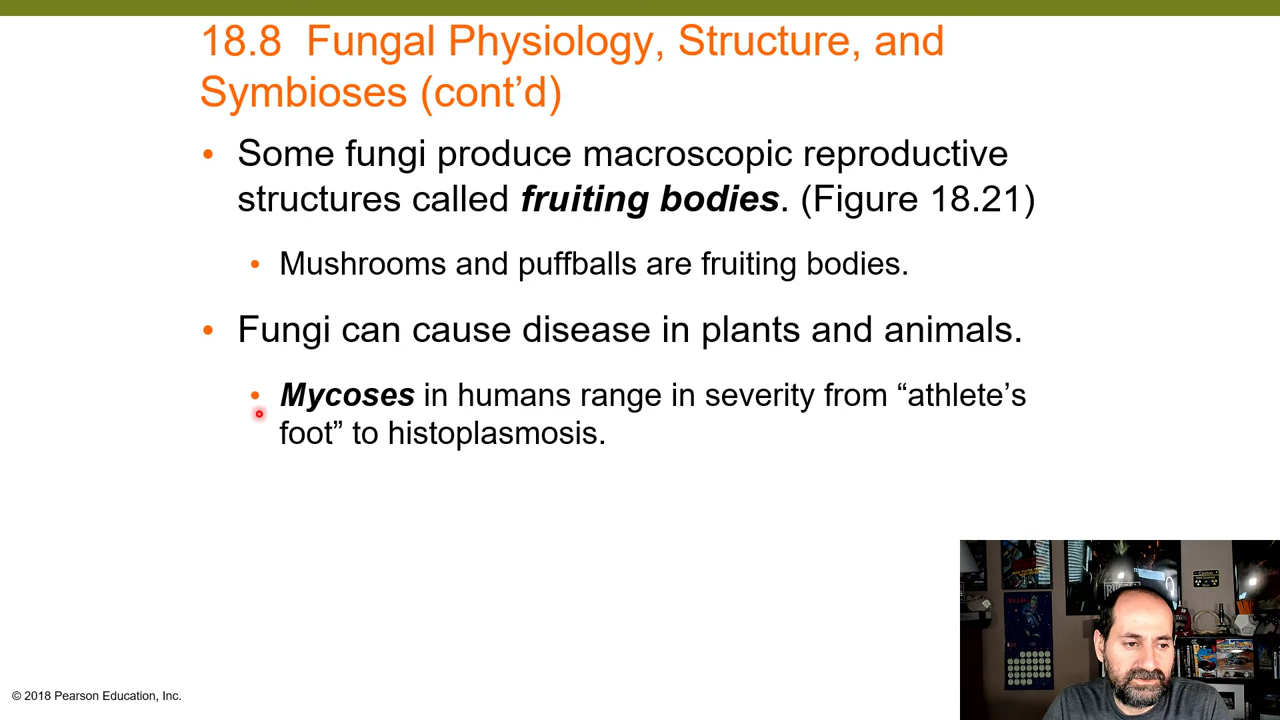 18.8 Fungal Physiology, Structure, and
Symbioses (cont’d)
• Some fungi produce macroscopic reproductive
structures called fruiting bodies. (Figure 18.21)
• Mushrooms and puffballs are fruiting bodies.
• Fungi can cause disease in plants and animals.
• Mycoses in humans range in severity from “athlete’s
foot” to histoplasmosis.
© 2018 Pearson Education, Inc.